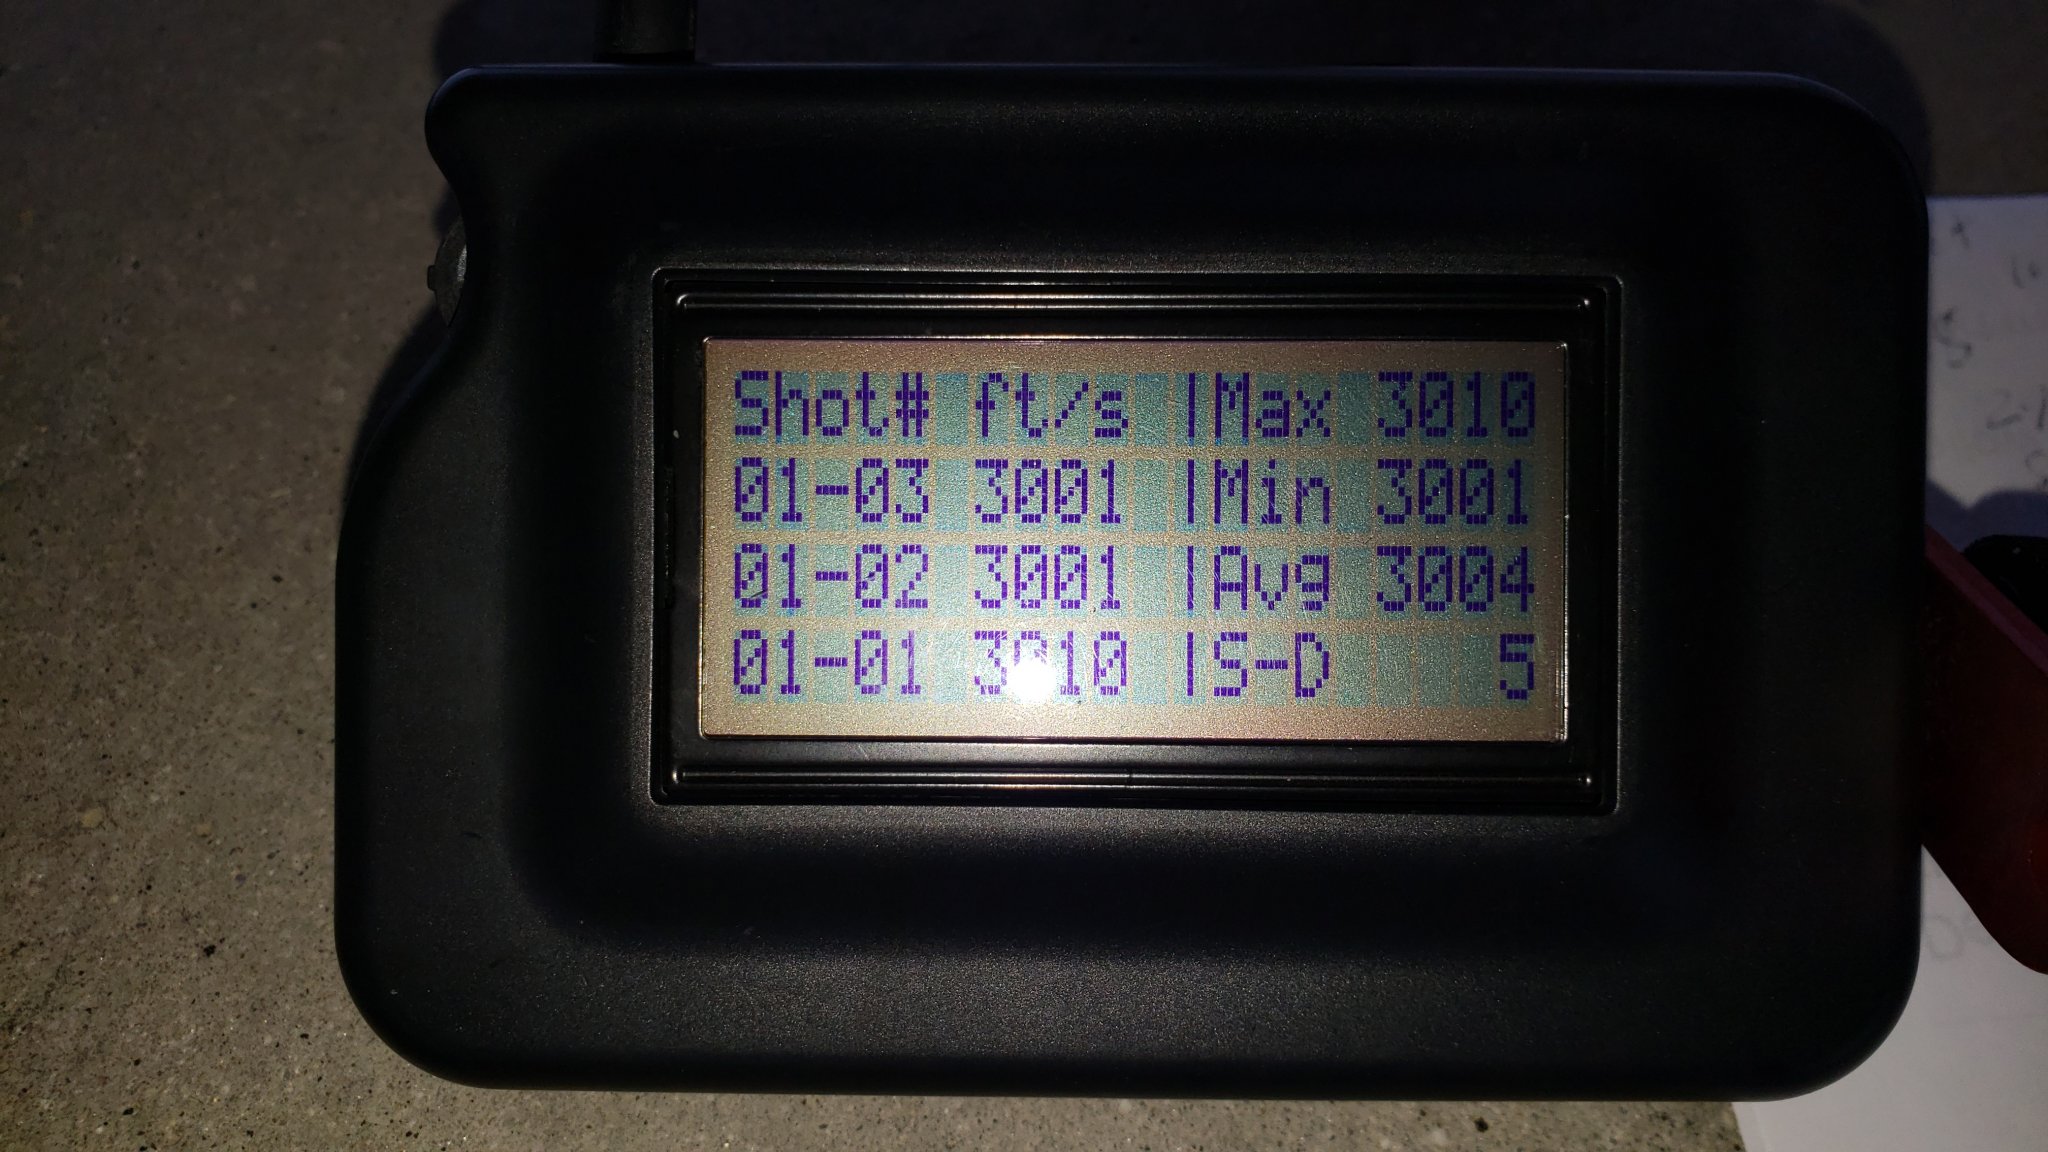 Shot# ft/s |Max 3010
01-03 3001 |Min 3001
01-02 3001 |Avg 3004
01-01 3010 |S-D 5